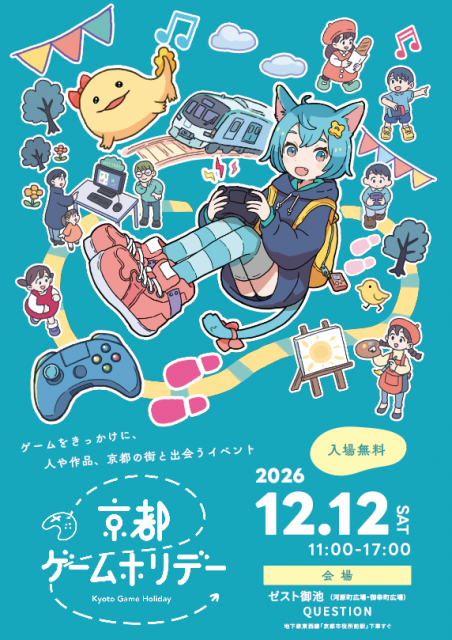 ゲームをきっかけに、
人や作品、京都の街と出会うイベント
京都
ゲームホリデー
Kyoto Game Holiday
入場無料
2026
12.12 SAT
11:00-17:00
会場
ゼスト御池（河原町広場・御幸町広場）
QUESTION
地下鉄東西線「京都市役所前駅」下車すぐ